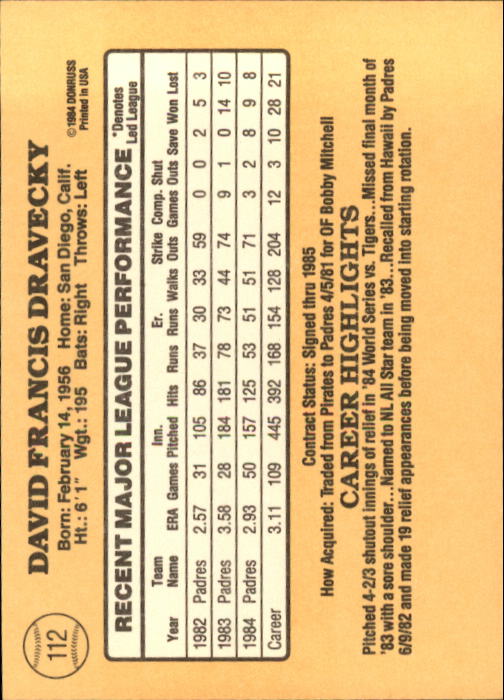 112
DAVID FRANCIS DRAVECKY
Born: February 14, 1956 Home: San Diego, Calif.
Ht.: 6'1" Wgt.: 195 Bats: Right Throws: Left
©1984 DONRUSS
Printed in USA
RECENT MAJOR LEAGUE PERFORMANCE *Denotes Led League
Year Team Name ERA Games Inn. Pitched Hits Runs Er. Runs Walks Strike Outs Comp. Games Shut Outs Save Won Lost
1982 Padres 2.57 31 105 86 37 30 33 59 0 0 2 5 3
1983 Padres 3.58 28 184 181 78 73 44 74 9 1 0 14 10
1984 Padres 2.93 50 157 125 53 51 51 71 3 2 8 9 8
Career 3.11 109 445 392 168 154 128 204 12 3 10 28 21
Contract Status: Signed thru 1985
How Acquired: Traded from Pirates to Padres 4/5/81 for OF Bobby Mitchell
CAREER HIGHLIGHTS
Pitched 4-2/3 shutout innings of relief in '84 World Series vs. Tigers...Missed final month of
'83 with a sore shoulder...Named to NL All Star team in '83...Recalled from Hawaii by Padres
6/9/82 and made 19 relief appearances before being moved into starting rotation.